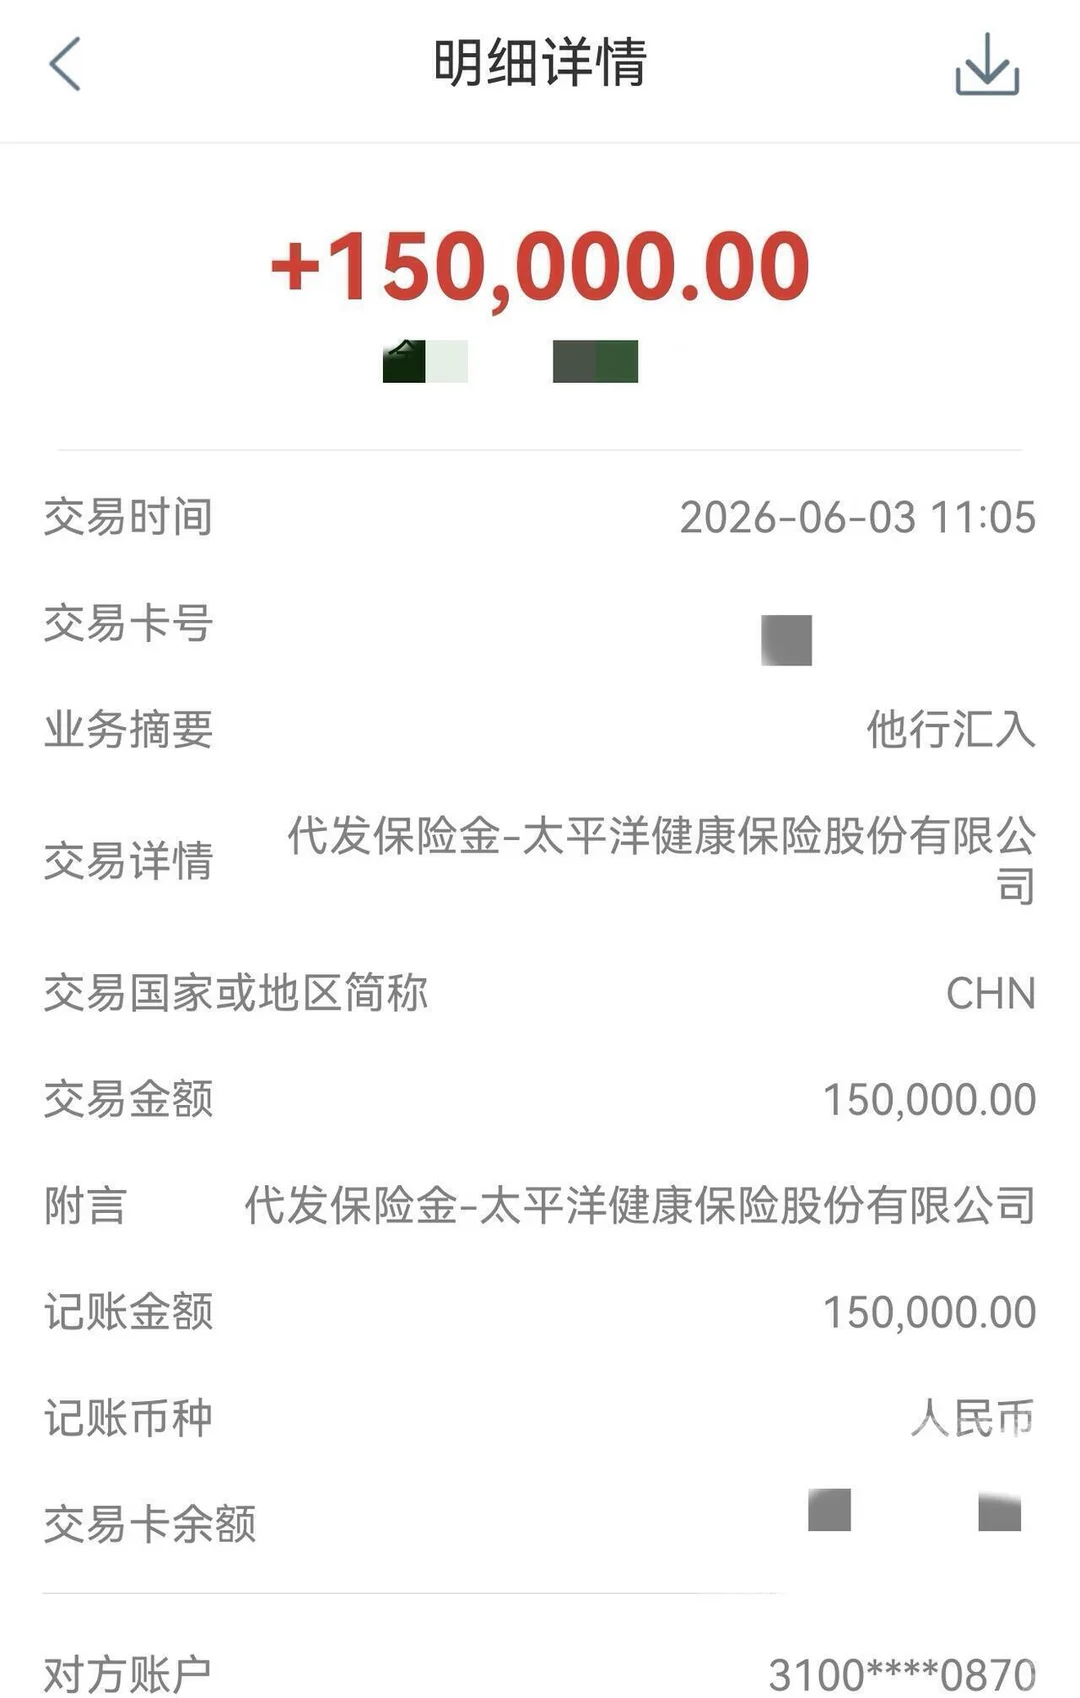 明细详情
+150,000.00
交易时间 2026-06-03 11:05
交易卡号
业务摘要 他行汇入
交易详情 代发保险金-太平洋健康保险股份有限公
司
交易国家或地区简称 CHN
交易金额 150,000.00
附言 代发保险金-太平洋健康保险股份有限公司
记账金额 150,000.00
记账币种 人民币
交易卡余额
对方账户 3100****0870